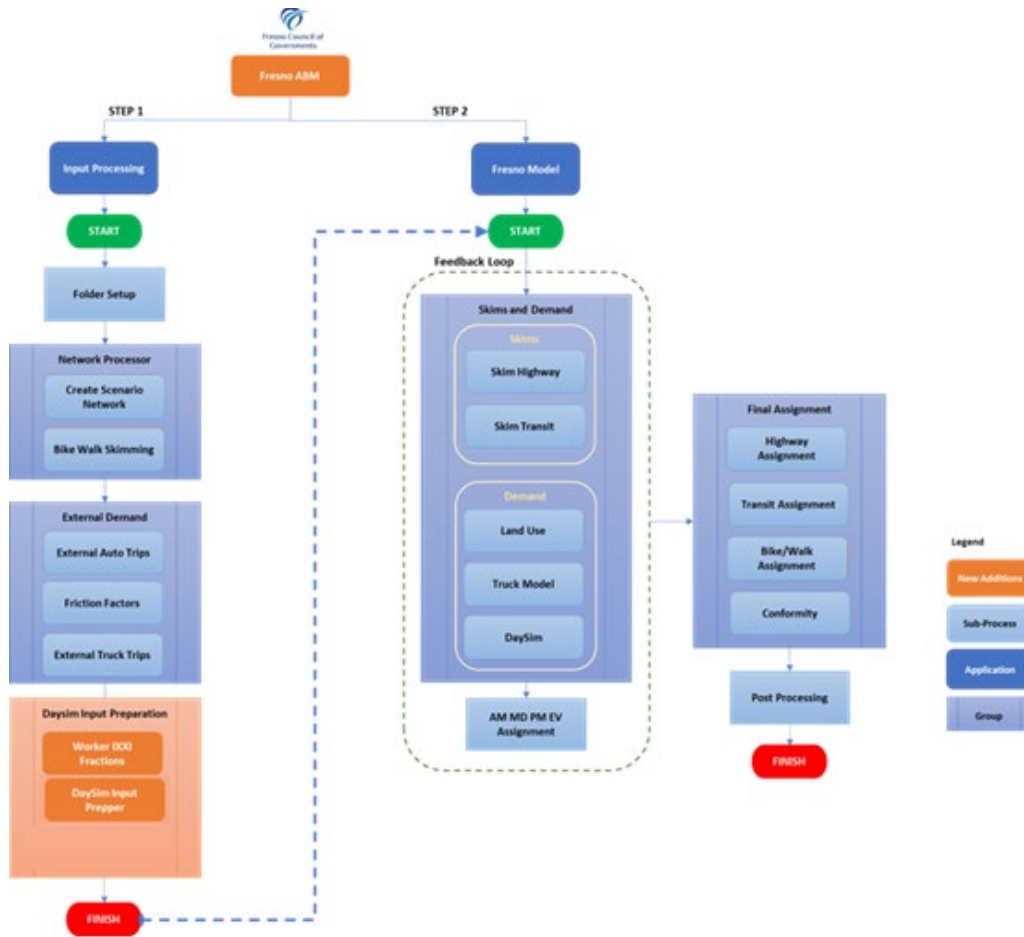 Fresno Council of
Governments
Fresno ABM
STEP 1
STEP 2
Input Processing
START
Folder Setup
Network Processor
Create Scenario
Network
Bike Walk Skimming
External Demand
External Auto Trips
Friction Factors
External Truck Trips
Daysim Input Preparation
Worker IXXI
Fractions
DaySim Input
Prepper
FINISH
Fresno Model
START
Feedback Loop
Skims and Demand
Skims
Skim Highway
Skim Transit
Demand
Land Use
Truck Model
DaySim
AM MD PM EV
Assignment
Final Assignment
Highway
Assignment
Transit Assignment
Bike/Walk
Assignment
Conformity
Post Processing
FINISH
Legend
New Additions
Sub-Process
Application
Group